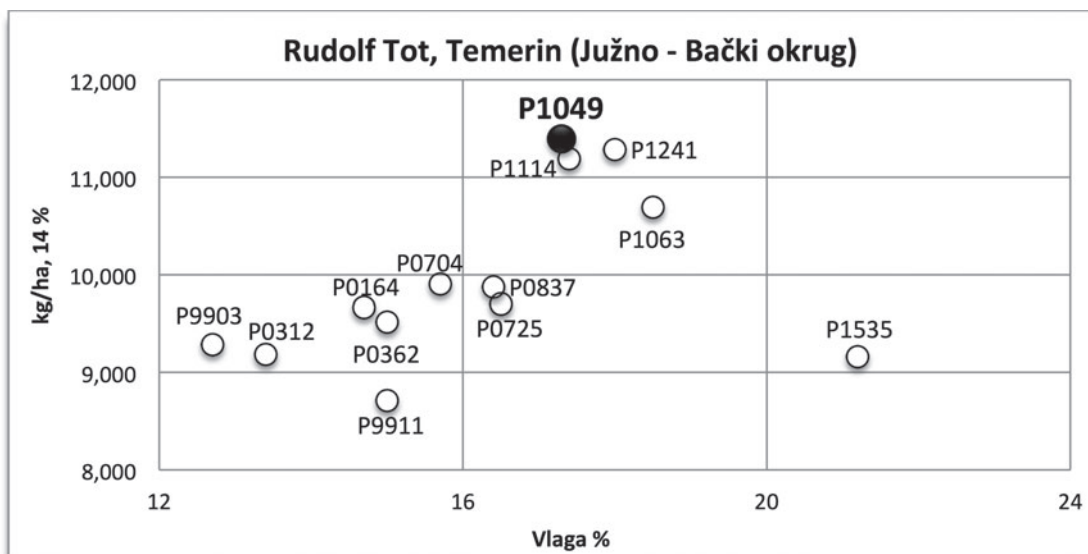 Rudolf Tot, Temerin (Južno - Bački okrug)
12,000
P1049
P1241
P1114
11,000
P1063
kg/ha, 14 %
10,000
P0704
P0164
P0837
P9903
P0312
P0725
P1535
P0362
9,000
P9911
8,000
12
16
20
24
Vlaga %